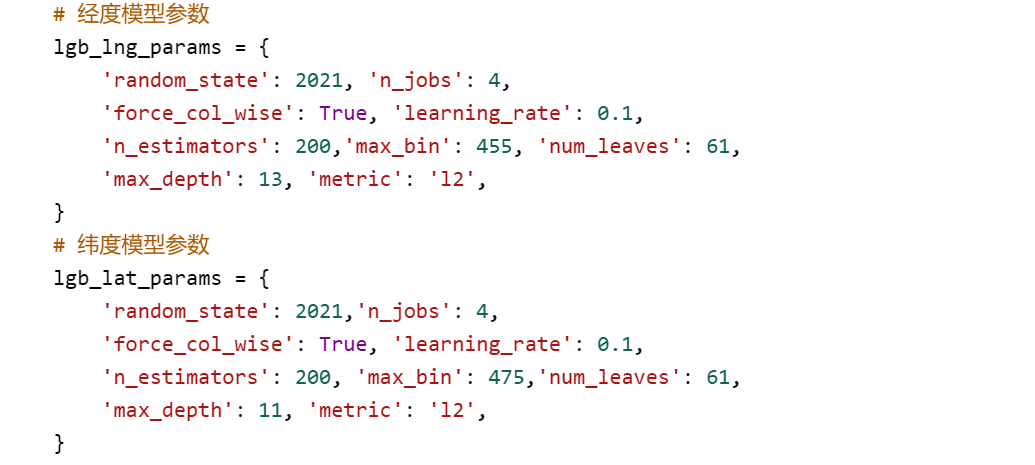 # 经度模型参数
lgb_lng_params = {
    'random_state': 2021, 'n_jobs': 4,
    'force_col_wise': True, 'learning_rate': 0.1,
    'n_estimators': 200,'max_bin': 455, 'num_leaves': 61,
    'max_depth': 13, 'metric': 'l2',
}
# 纬度模型参数
lgb_lat_params = {
    'random_state': 2021,'n_jobs': 4,
    'force_col_wise': True, 'learning_rate': 0.1,
    'n_estimators': 200, 'max_bin': 475,'num_leaves': 61,
    'max_depth': 11, 'metric': 'l2',
}